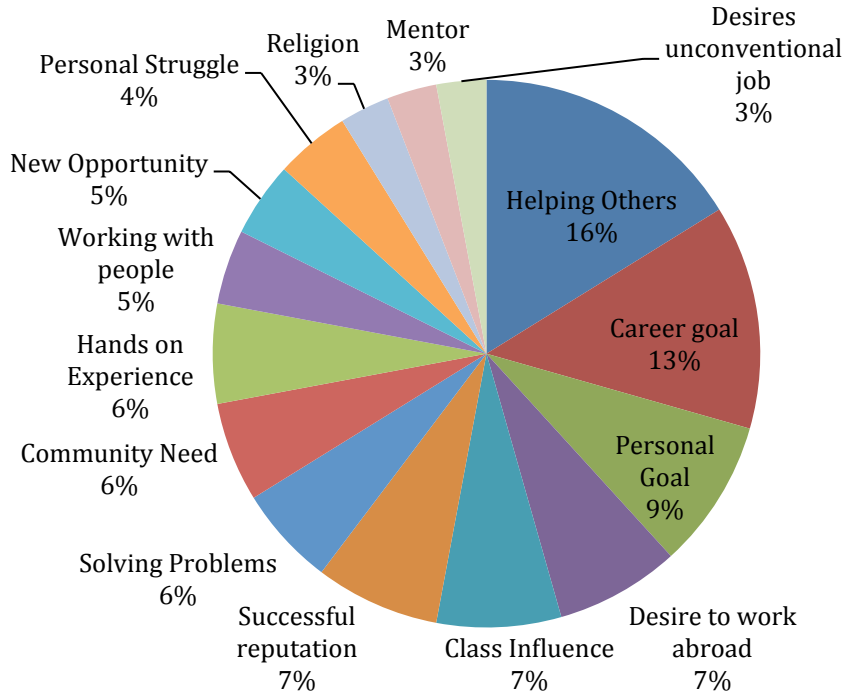 Desires
unconventional
job
3%
Mentor
3%
Religion
3%
Personal Struggle
4%
New Opportunity
5%
Working with
people
5%
Hands on
Experience
6%
Community Need
6%
Solving Problems
6%
Successful
reputation
7%
Class Influence
7%
Desire to work
abroad
7%
Personal
Goal
9%
Career goal
13%
Helping Others
16%